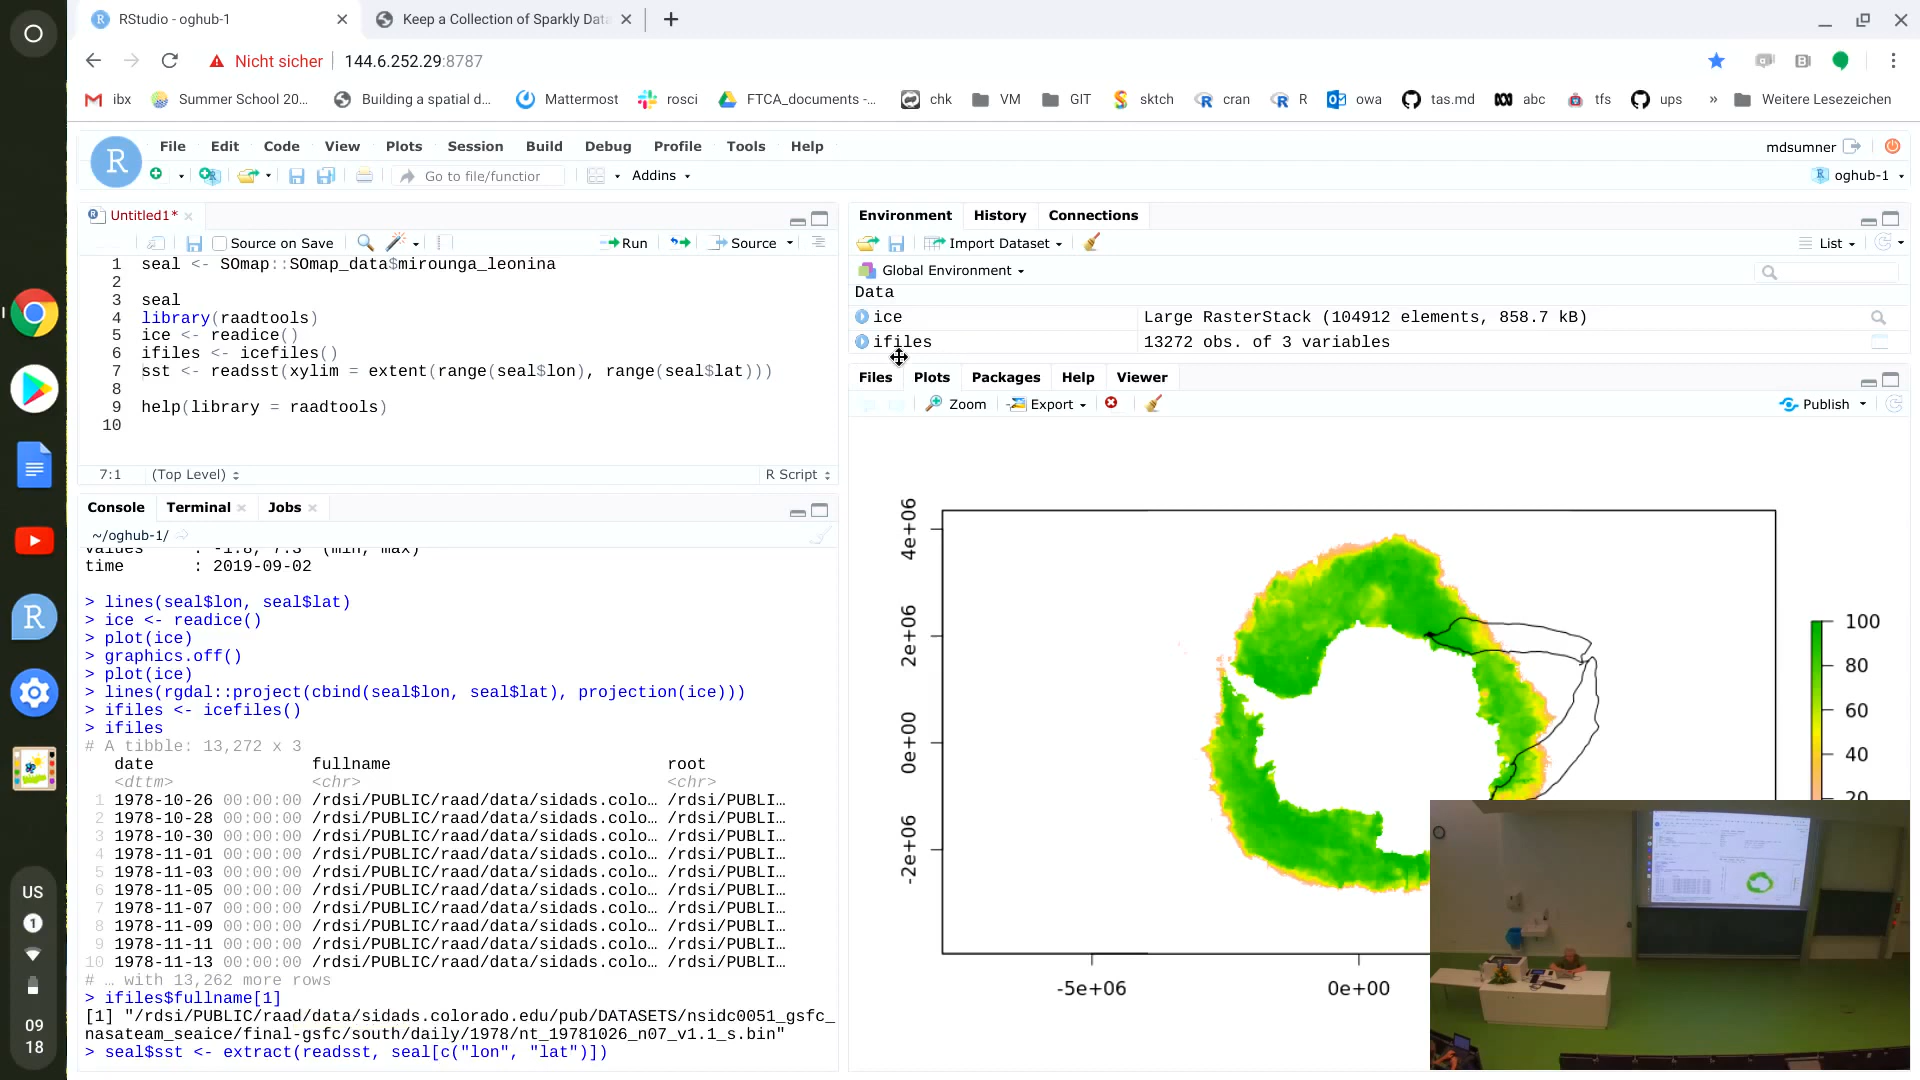 RStudio - oghub-1
Keep a Collection of Sparkly Data
Nicht sicher 144.6.252.29:8787
ibx Summer School 20... Building a spatial d... Mattermost rosci FTCA_documents -... chk VM GIT sktch cran R owa tas.md abc tfs ups » Weitere Lesezeichen
File Edit Code View Plots Session Build Debug Profile Tools Help
mdsumner
Go to file/function Addins
oghub-1
Untitled1*
Source on Save Run Source
1 seal <- SOmap::SOmap_data$mirounga_leonina
2
3 seal
4 library(raadtools)
5 ice <- readice()
6 ifiles <- icefiles()
7 sst <- readsst(xylim = extent(range(seal$lon), range(seal$lat)))
8
9 help(library = raadtools)
10
7:1 (Top Level) R Script
Console Terminal Jobs
~/oghub-1/
values : -1.8, 7.3 (min, max)
time : 2019-09-02
> lines(seal$lon, seal$lat)
> ice <- readice()
> plot(ice)
> graphics.off()
> plot(ice)
> lines(rgdal::project(cbind(seal$lon, seal$lat), projection(ice)))
> ifiles <- icefiles()
> ifiles
# A tibble: 13,272 x 3
date fullname root
<dttm> <chr> <chr>
1 1978-10-26 00:00:00 /rdsi/PUBLIC/raad/data/sidads.colo… /rdsi/PUBLI…
2 1978-10-28 00:00:00 /rdsi/PUBLIC/raad/data/sidads.colo… /rdsi/PUBLI…
3 1978-10-30 00:00:00 /rdsi/PUBLIC/raad/data/sidads.colo… /rdsi/PUBLI…
4 1978-11-01 00:00:00 /rdsi/PUBLIC/raad/data/sidads.colo… /rdsi/PUBLI…
5 1978-11-03 00:00:00 /rdsi/PUBLIC/raad/data/sidads.colo… /rdsi/PUBLI…
6 1978-11-05 00:00:00 /rdsi/PUBLIC/raad/data/sidads.colo… /rdsi/PUBLI…
7 1978-11-07 00:00:00 /rdsi/PUBLIC/raad/data/sidads.colo… /rdsi/PUBLI…
8 1978-11-09 00:00:00 /rdsi/PUBLIC/raad/data/sidads.colo… /rdsi/PUBLI…
9 1978-11-11 00:00:00 /rdsi/PUBLIC/raad/data/sidads.colo… /rdsi/PUBLI…
10 1978-11-13 00:00:00 /rdsi/PUBLIC/raad/data/sidads.colo… /rdsi/PUBLI…
# … with 13,262 more rows
> ifiles$fullname[1]
[1] "/rdsi/PUBLIC/raad/data/sidads.colorado.edu/pub/DATASETS/nsidc0051_gsfc_
nasateam_seaice/final-gsfc/south/daily/1978/nt_19781026_n07_v1.1_s.bin"
> seal$sst <- extract(readsst, seal[c("lon", "lat")])
Environment History Connections
Import Dataset List
Global Environment
Data
ice Large RasterStack (104912 elements, 858.7 kB)
ifiles 13272 obs. of 3 variables
Files Plots Packages Help Viewer
Zoom Export Publish
4e+06
2e+06
0e+00
-2e+06
-5e+06 0e+00
100
80
60
40
20
US
1
09
18